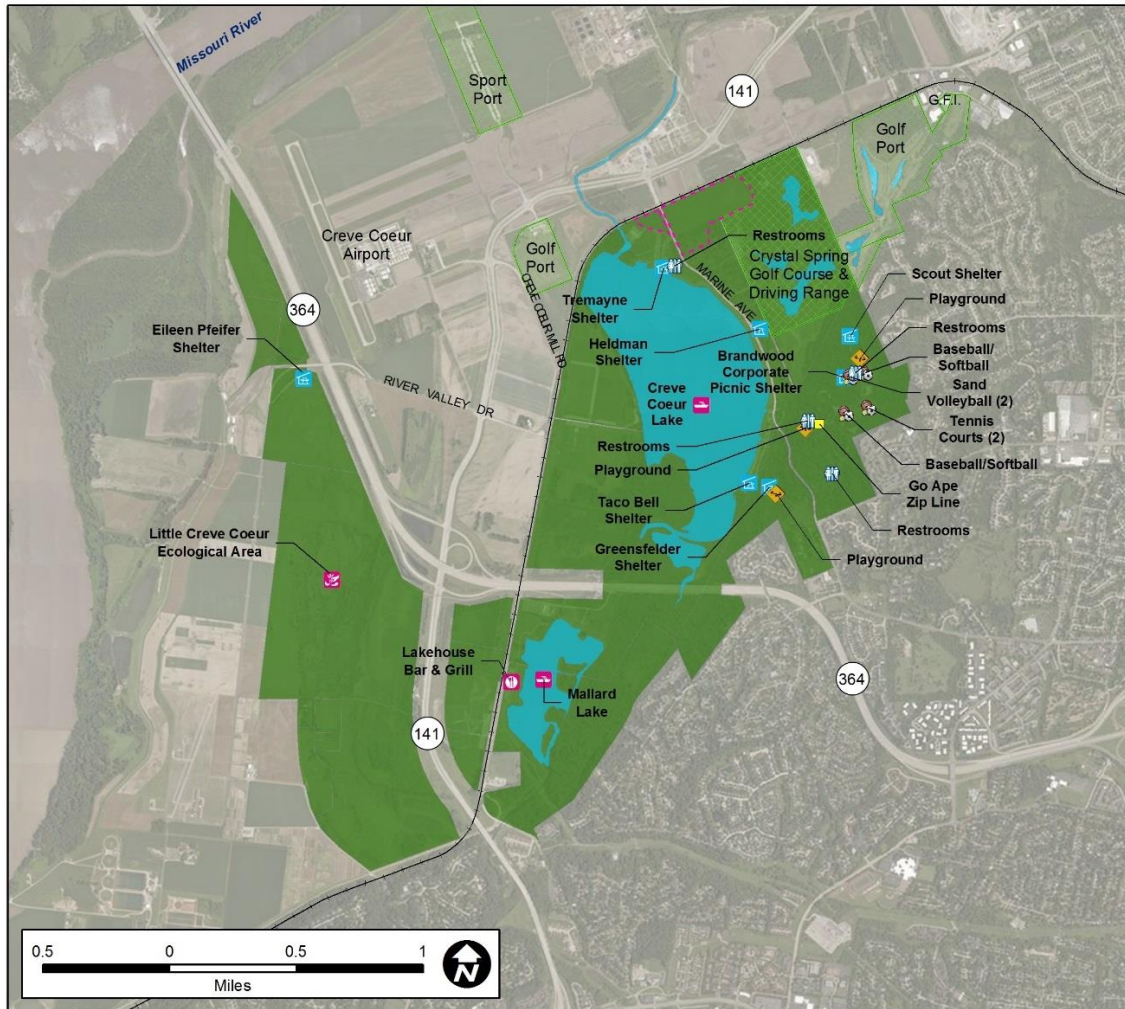 Missouri River
Sport
Port
141
G.F.I.
Golf
Port
Creve Coeur
Airport
Golf
Port
CREVE COEUR MILL RD
Restrooms
Crystal Spring
Golf Course &
Driving Range
MARINE AVE
Scout Shelter
Playground
Restrooms
Baseball/
Softball
Sand
Volleyball (2)
Tennis
Courts (2)
Baseball/Softball
Go Ape
Zip Line
Restrooms
Playground
364
Eileen Pfeifer
Shelter
RIVER VALLEY DR
Tremayne
Shelter
Heldman
Shelter
Brandwood
Corporate
Picnic Shelter
Creve
Coeur
Lake
Restrooms
Playground
Taco Bell
Shelter
Greensfelder
Shelter
Little Creve Coeur
Ecological Area
Lakehouse
Bar & Grill
Mallard
Lake
364
141
0.5 0 0.5 1
Miles
N